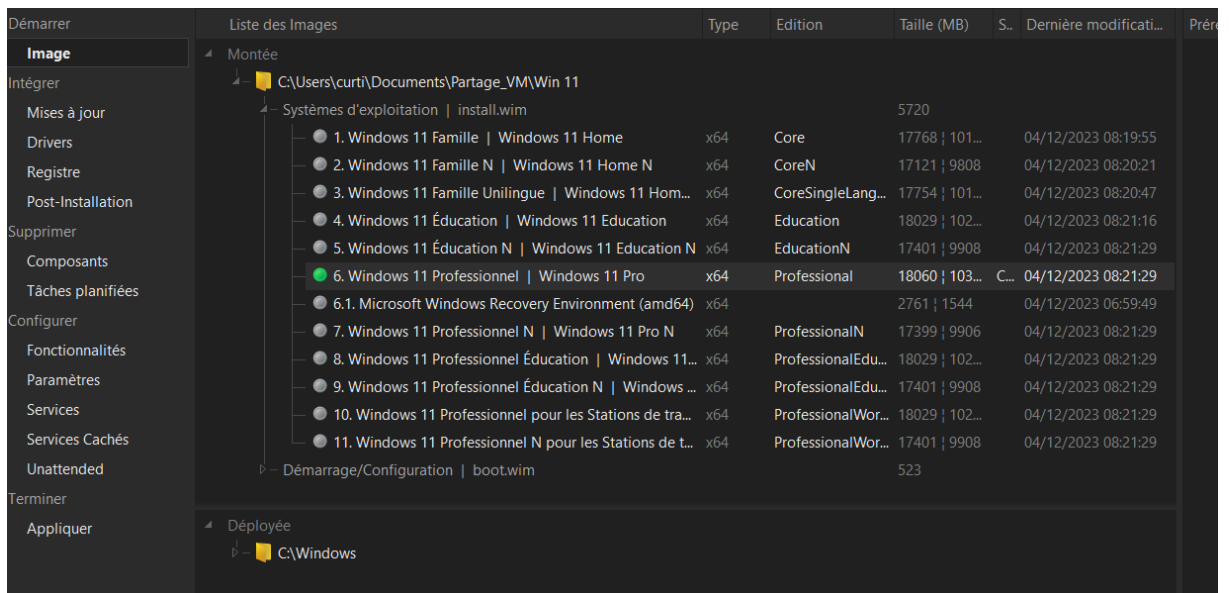 Démarrer
Image
Intégrer
Mises à jour
Drivers
Registre
Post-Installation
Supprimer
Composants
Tâches planifiées
Configurer
Fonctionnalités
Paramètres
Services
Services Cachés
Unattended
Terminer
Appliquer
Liste des Images Type Edition Taille (MB) S.. Dernière modificati... Prére
Montée
C:\Users\curti\Documents\Partage_VM\Win 11
Systèmes d'exploitation | install.wim 5720
1. Windows 11 Famille | Windows 11 Home x64 Core 17768 ¦ 101... 04/12/2023 08:19:55
2. Windows 11 Famille N | Windows 11 Home N x64 CoreN 17121 ¦ 9808 04/12/2023 08:20:21
3. Windows 11 Famille Unilingue | Windows 11 Hom... x64 CoreSingleLang... 17754 ¦ 101... 04/12/2023 08:20:47
4. Windows 11 Éducation | Windows 11 Education x64 Education 18029 ¦ 102... 04/12/2023 08:21:16
5. Windows 11 Éducation N | Windows 11 Education N x64 EducationN 17401 ¦ 9908 04/12/2023 08:21:29
6. Windows 11 Professionnel | Windows 11 Pro x64 Professional 18060 ¦ 103... C... 04/12/2023 08:21:29
6.1. Microsoft Windows Recovery Environment (amd64) x64 2761 ¦ 1544 04/12/2023 06:59:49
7. Windows 11 Professionnel N | Windows 11 Pro N x64 ProfessionalN 17399 ¦ 9906 04/12/2023 08:21:29
8. Windows 11 Professionnel Éducation | Windows 11... x64 ProfessionalEdu... 18029 ¦ 102... 04/12/2023 08:21:29
9. Windows 11 Professionnel Éducation N | Windows ... x64 ProfessionalEdu... 17401 ¦ 9908 04/12/2023 08:21:29
10. Windows 11 Professionnel pour les Stations de tra... x64 ProfessionalWor... 18029 ¦ 102... 04/12/2023 08:21:29
11. Windows 11 Professionnel N pour les Stations de t... x64 ProfessionalWor... 17401 ¦ 9908 04/12/2023 08:21:29
Démarrage/Configuration | boot.wim 523
Déployée
C:\Windows